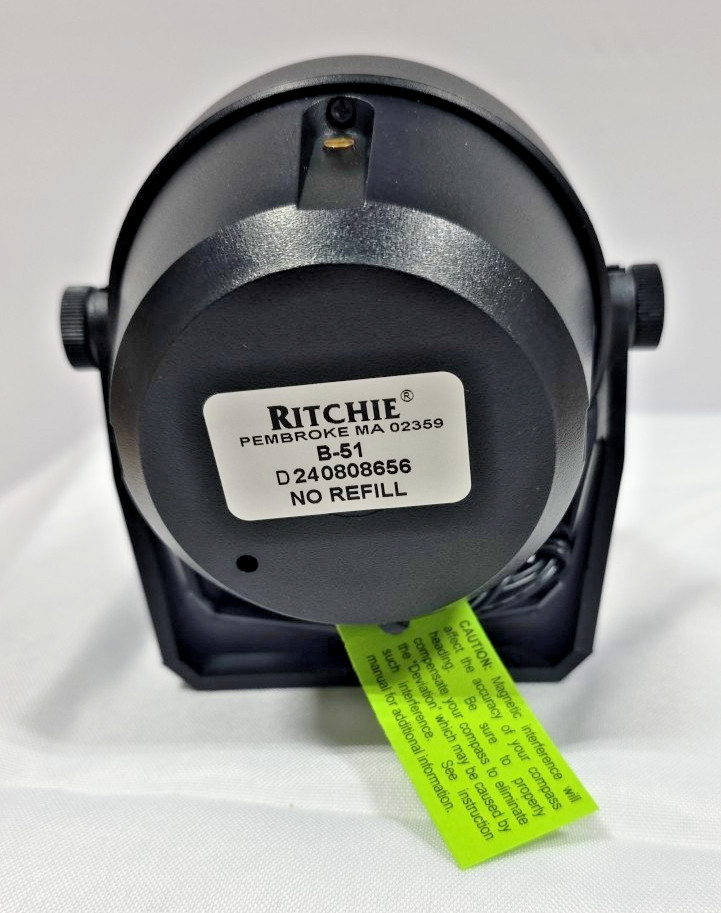 RITCHIE®
PEMBROKE MA 02359
B-51
D240808656
NO REFILL
CAUTION: Magnetic interference will
affect the accuracy of your compass
heading. Be sure to properly
compensate your compass to eliminate
the "Deviation" which may be caused by
such interference. See instruction
manual for additional information.